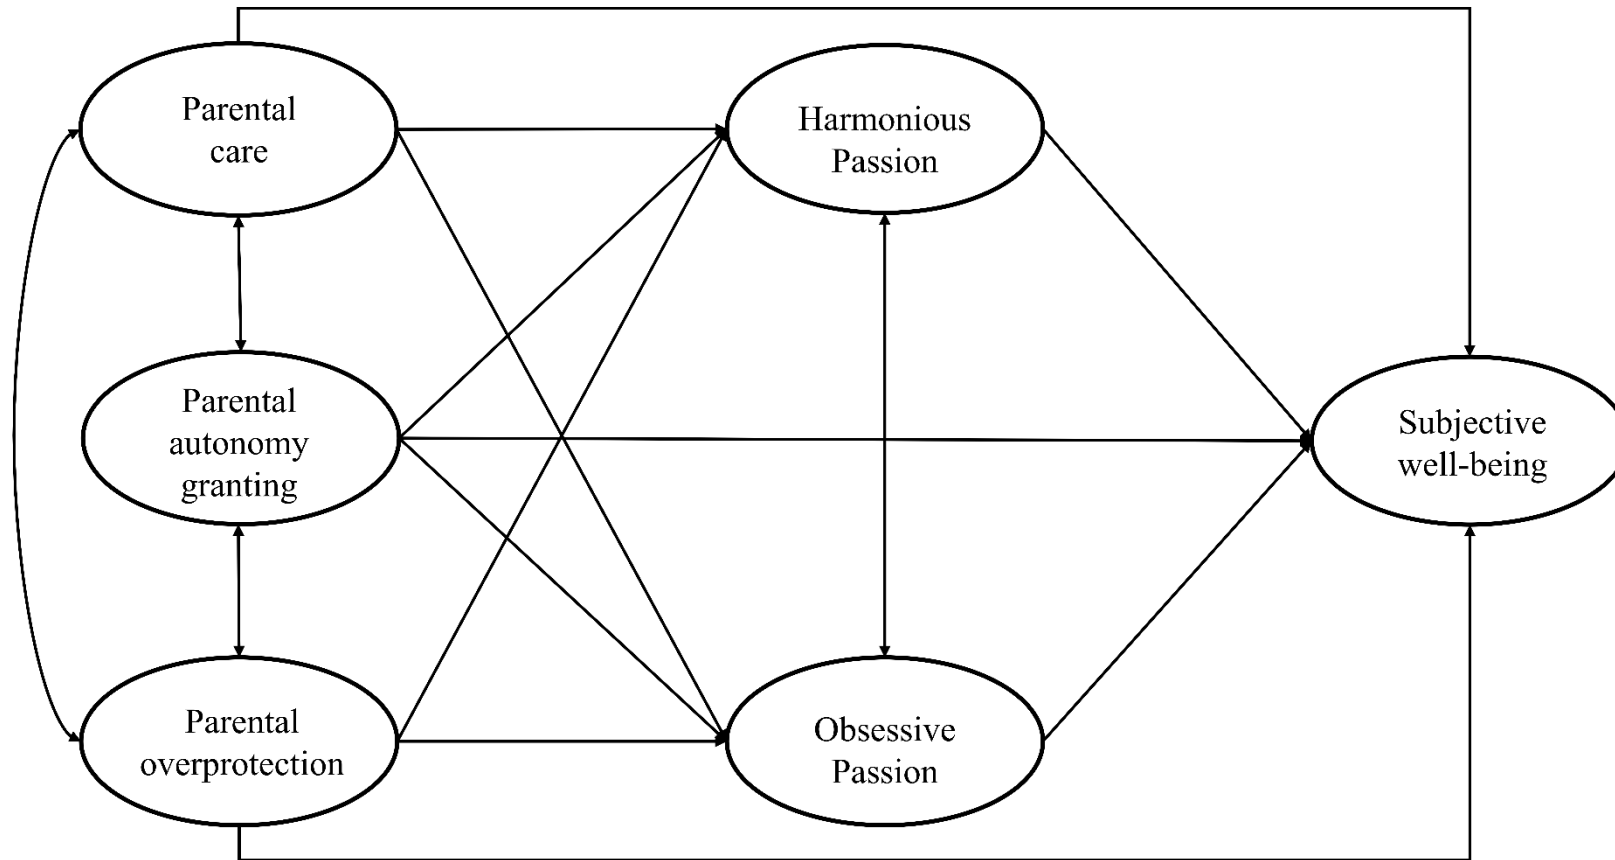 Parental
care
Harmonious
Passion
Parental
autonomy
granting
Subjective
well-being
Parental
overprotection
Obsessive
Passion